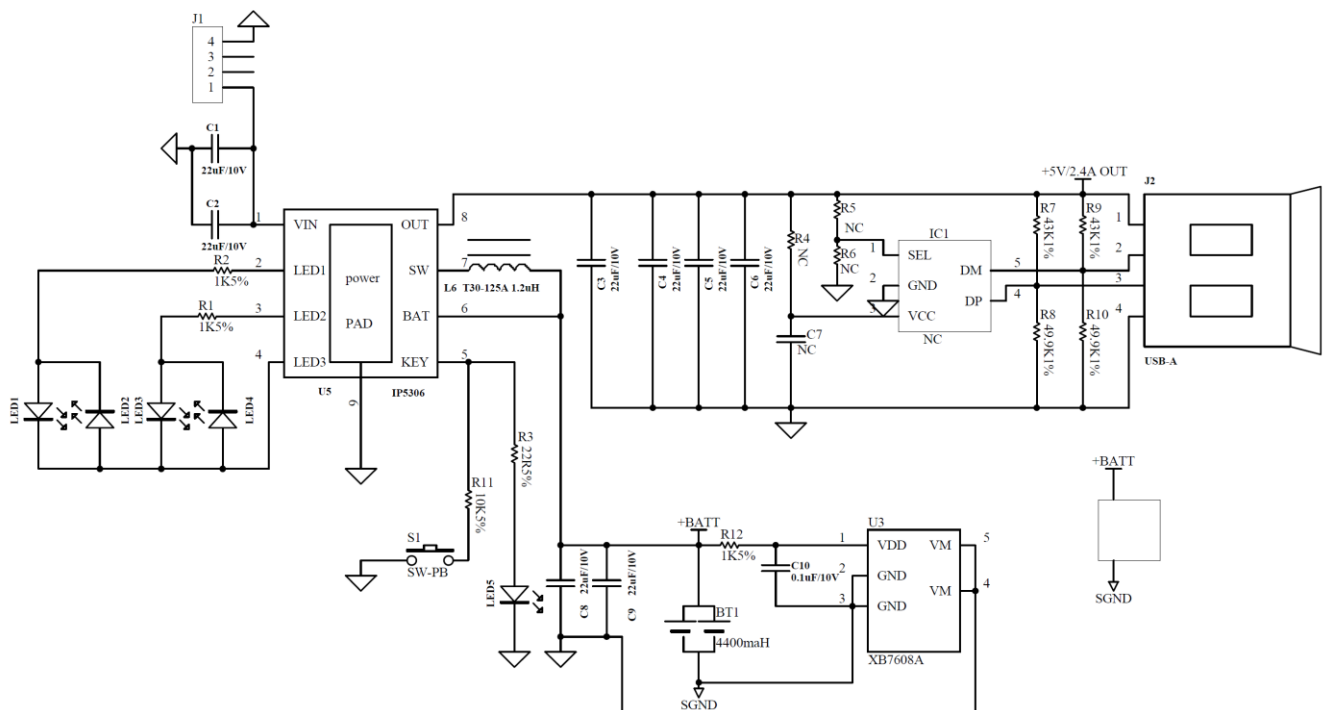 J1
4
3
2
1
C1
22uF/10V
C2
22uF/10V
1
VIN
OUT
8
R2
1K5%
2
LED1
power
SW
7
L6 T30-125A 1.2uH
R1
1K5%
3
LED2
PAD
BAT
6
4
LED3
KEY
5
U5
IP5306
9
LED1
LED2
LED3
LED4
R3
22R5%
R11
10K5%
S1
SW-PB
LED5
C8 22uF/10V
C9 22uF/10V
C3 22uF/10V
C4 22uF/10V
C5 22uF/10V
C6 22uF/10V
R4
NC
R5
NC
R6
NC
C7
NC
IC1
1
SEL
2
GND
3
VCC
DM
5
DP
4
NC
+5V/2.4A OUT
R7
43K1%
R9
43K1%
R8
49.9K1%
R10
49.9K1%
J2
1
2
3
4
USB-A
+BATT
R12
1K5%
C10
0.1uF/10V
BT1
4400maH
SGND
U3
1
VDD
VM
5
2
GND
3
GND
VM
4
XB7608A
+BATT
SGND